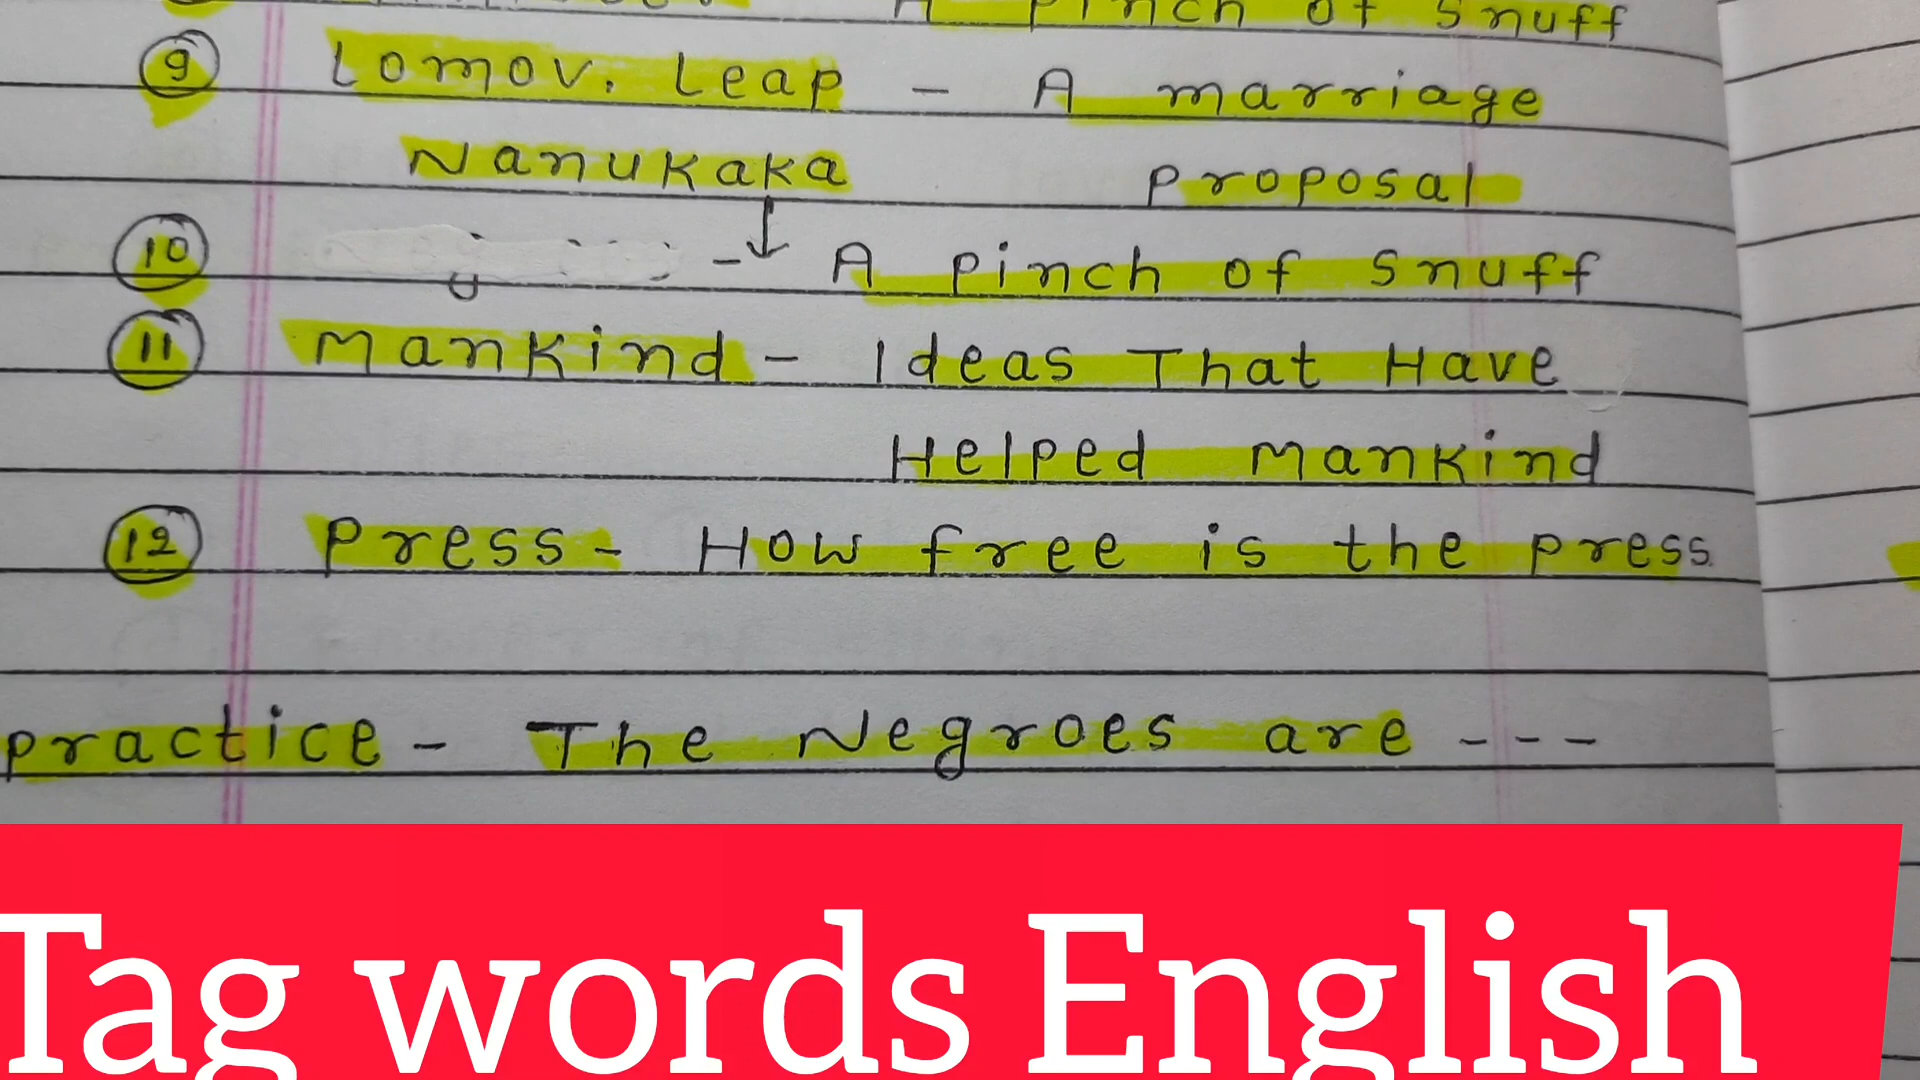 A Pinch of Snuff
9 Lomov. Leap - A marriage
Nanukaka Proposal
10 - A Pinch of Snuff
11 Mankind - Ideas That Have
Helped Mankind
12 Press - How free is the press
practice - The Negroes are ---
Tag words English